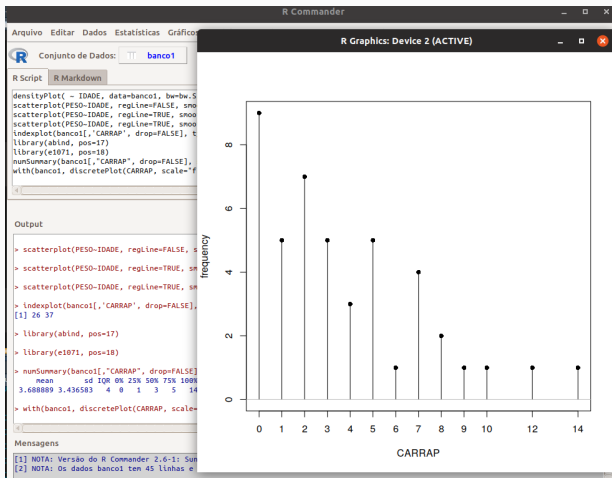 R Commander
Arquivo Editar Dados Estatísticas Gráficos
R Graphics: Device 2 (ACTIVE)
R Conjunto de Dados: banco1
R Script R Markdown
densityPlot( ~ IDADE, data=banco1, bw=bw.S
scatterplot(PESO~IDADE, regLine=FALSE, smo
scatterplot(PESO~IDADE, regLine=TRUE, smoo
scatterplot(PESO~IDADE, regLine=TRUE, smoo
indexplot(banco1[,'CARRAP', drop=FALSE], t
library(abind, pos=17)
library(e1071, pos=18)
numSummary(banco1[,"CARRAP", drop=FALSE],
with(banco1, discretePlot(CARRAP, scale="f
Output
> scatterplot(PESO~IDADE, regLine=FALSE, s
> scatterplot(PESO~IDADE, regLine=TRUE, sm
> scatterplot(PESO~IDADE, regLine=TRUE, sm
> indexplot(banco1[,'CARRAP', drop=FALSE],
[1] 26 37
> library(abind, pos=17)
> library(e1071, pos=18)
> numSummary(banco1[,"CARRAP", drop=FALSE]
mean sd IQR 0% 25% 50% 75% 100%
3.688889 3.436583 4 0 1 3 5 14
> with(banco1, discretePlot(CARRAP, scale=
Mensagens
[1] NOTA: Versão do R Commander 2.6-1: Sun
[2] NOTA: Os dados banco1 tem 45 linhas e
frequency
8
6
4
2
0
0 1 2 3 4 5 6 7 8 9 10 12 14
CARRAP